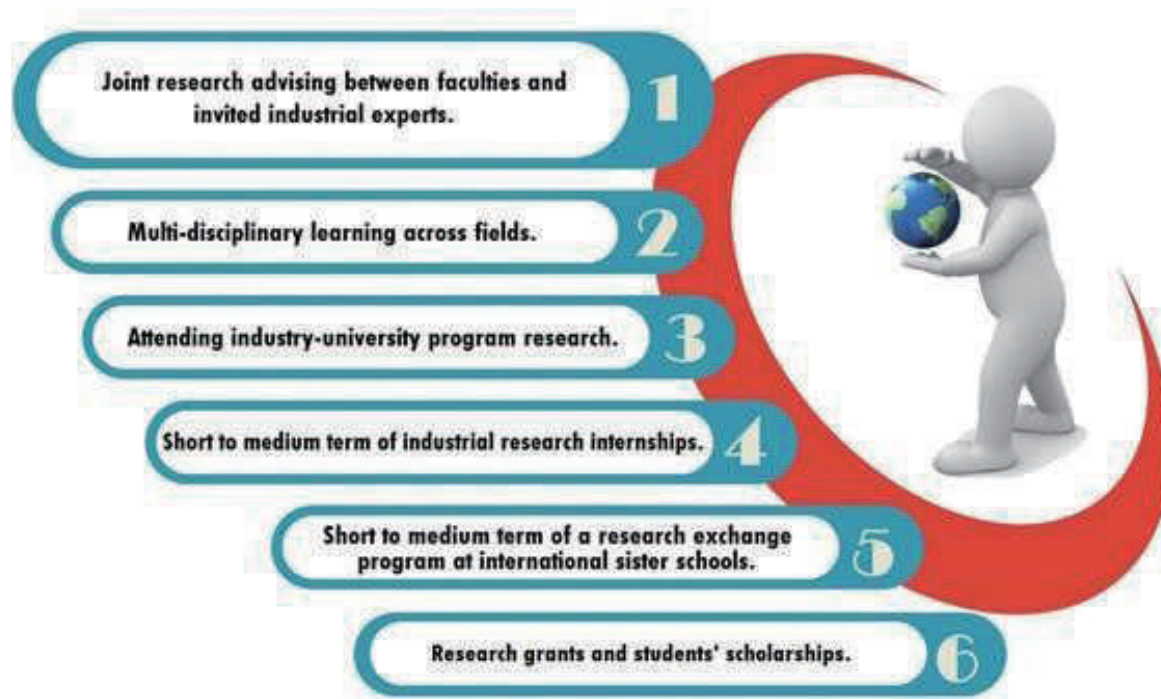 Joint research advising between faculties and
invited industrial experts.
1
Multi-disciplinary learning across fields.
2
Attending industry-university program research.
3
Short to medium term of industrial research internships.
4
Short to medium term of a research exchange
program at international sister schools.
5
Research grants and students' scholarships.
6